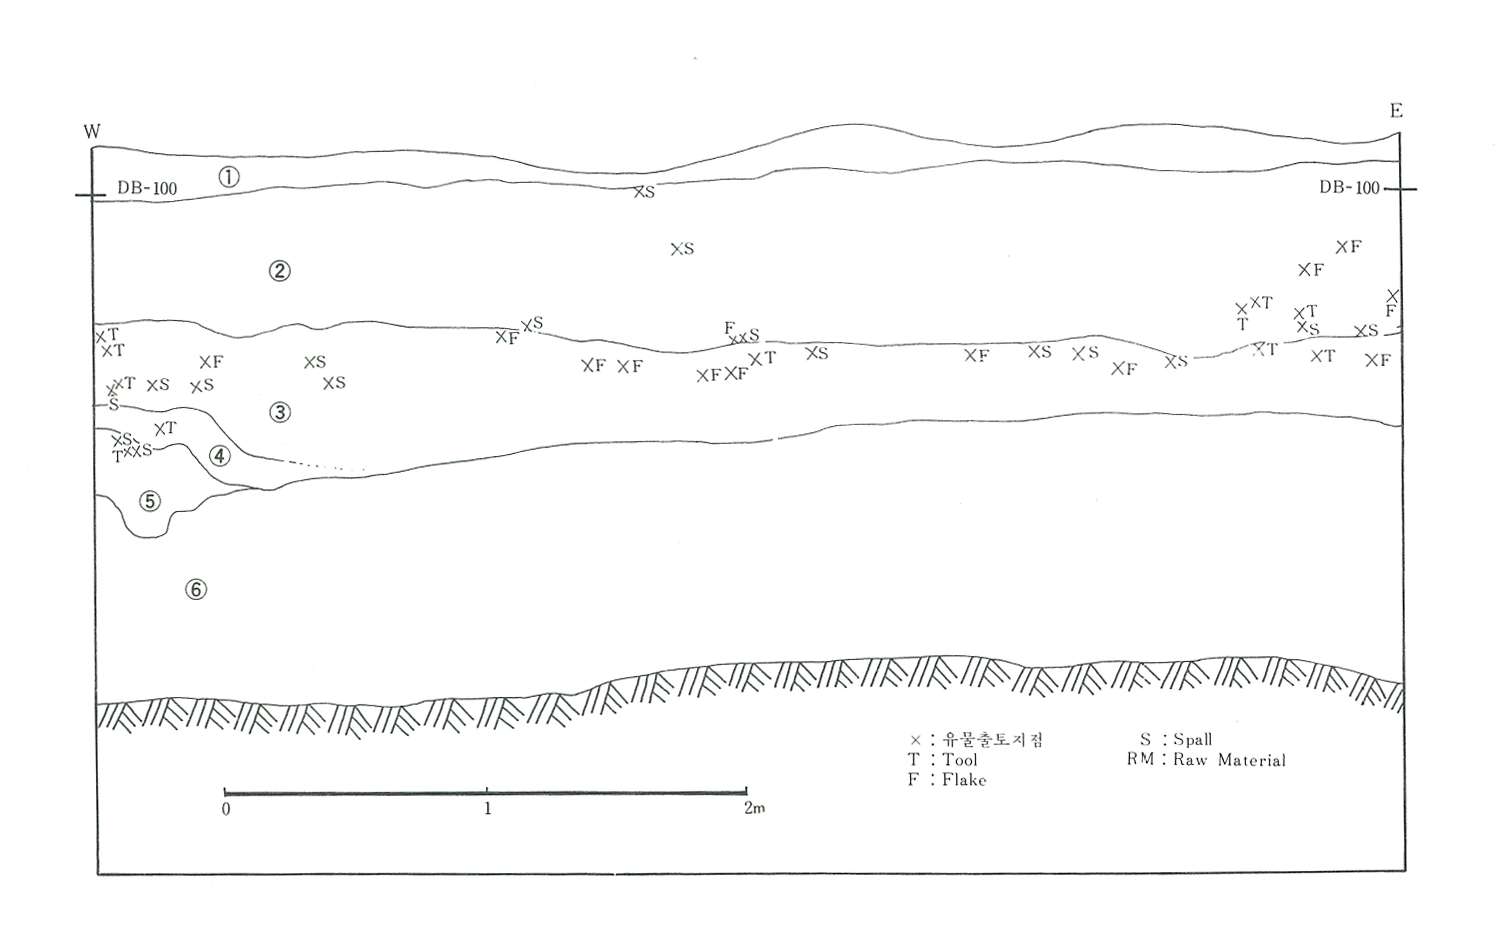 E
W
①
DB-100
DB-100
×S
×S
×F
②
×F
×
F
×T
×
T
×T
×S
×S
×S
×F
F
××S
×S
×T
×T
×F
×S
×F
×F
×T
×S
×F
×S
×S
×F
×S
×T
×T
×F
×F
×F
×T
×S
×S
×S
×
S
③
×T
×S
T××S
④
⑤
⑥
× : 유물출토지점
T : Tool
F : Flake
S : Spall
RM : Raw Material
0 1 2m